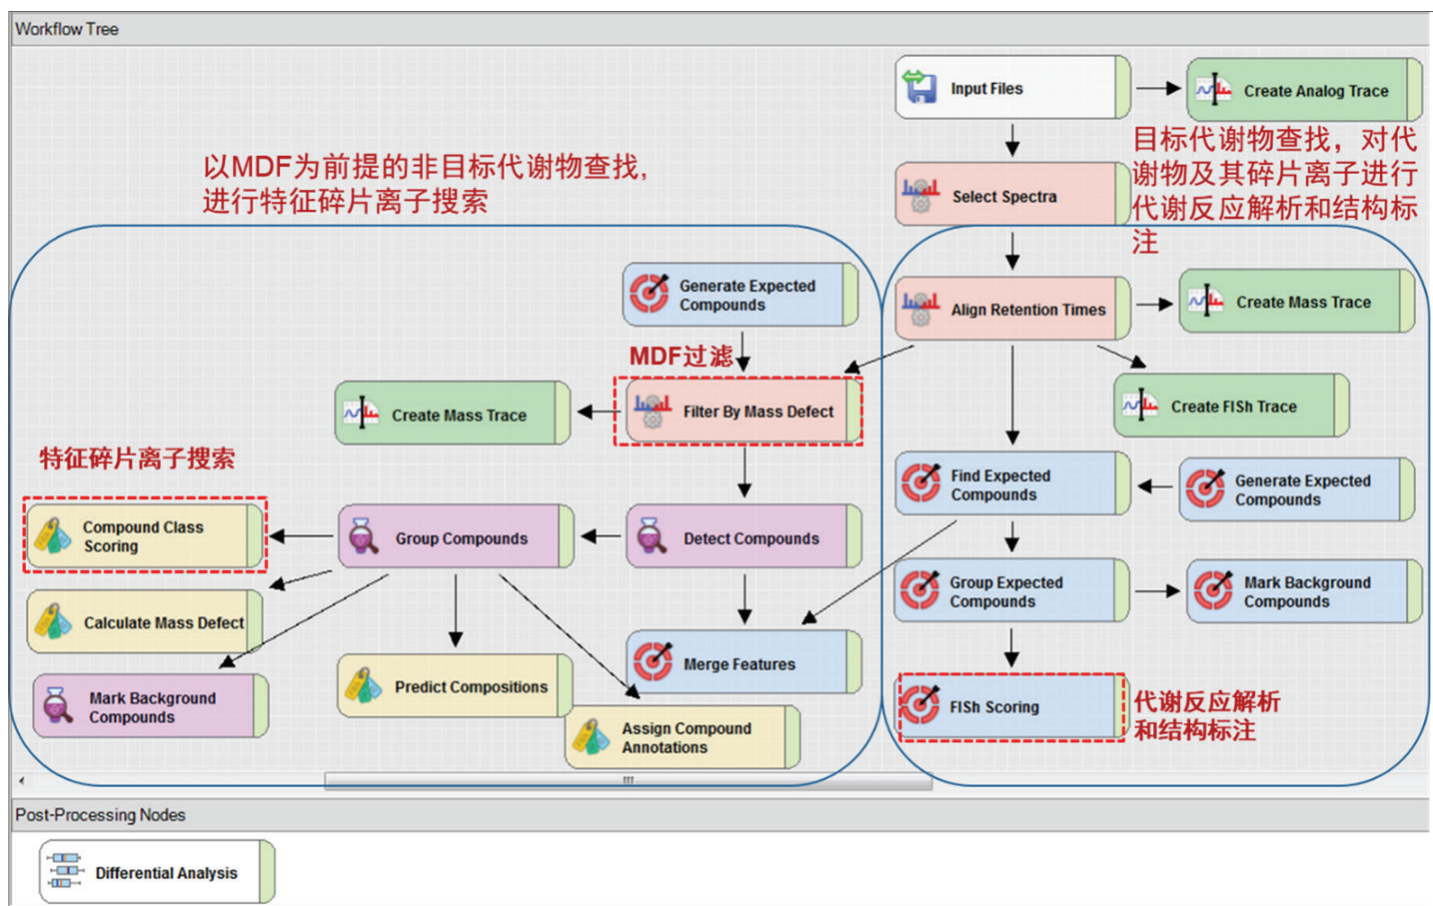 Workflow Tree
Input Files
Create Analog Trace
以MDF为前提的非目标代谢物查找,
进行特征碎片离子搜索
目标代谢物查找，对代
谢物及其碎片离子进行
代谢反应解析和结构标
注
Select Spectra
Generate Expected
Compounds
Align Retention Times
Create Mass Trace
MDF过滤
Create Mass Trace
Filter By Mass Defect
Create FISh Trace
特征碎片离子搜索
Find Expected
Compounds
Generate Expected
Compounds
Compound Class
Scoring
Group Compounds
Detect Compounds
Group Expected
Compounds
Mark Background
Compounds
Calculate Mass Defect
Merge Features
Mark Background
Compounds
Predict Compositions
Assign Compound
Annotations
FISh Scoring
代谢反应解析
和结构标注
Post-Processing Nodes
Differential Analysis